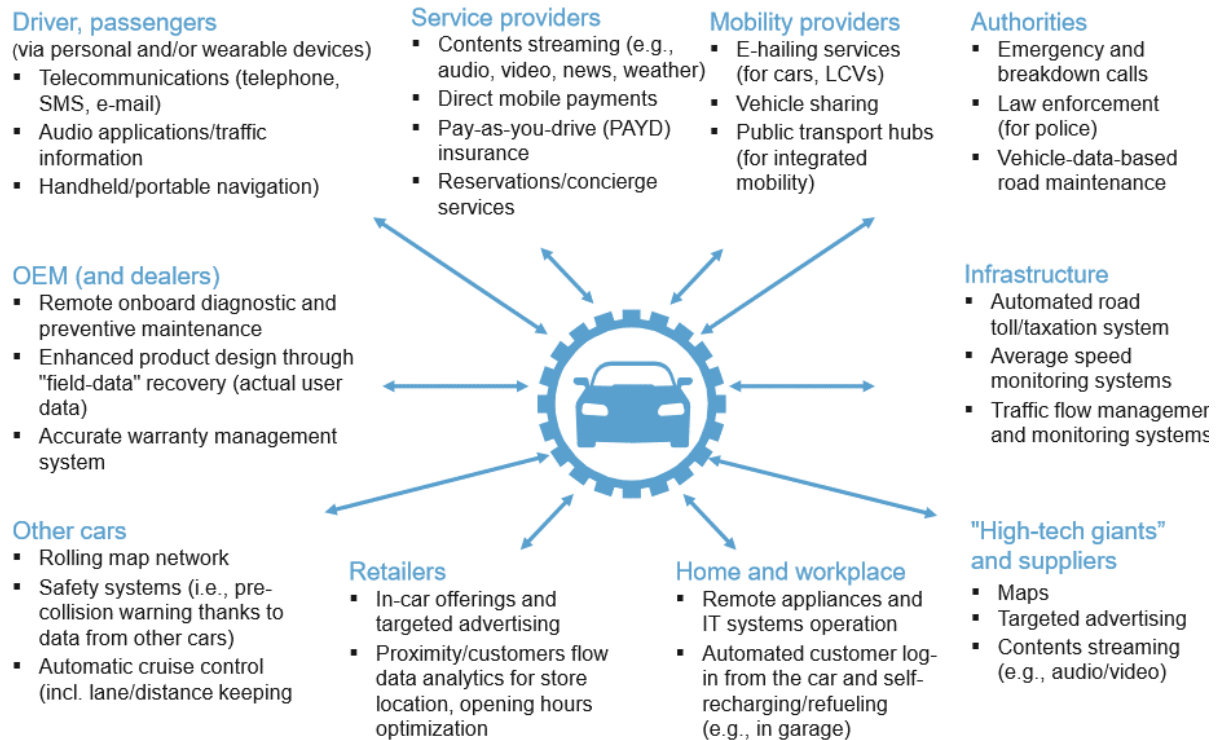 Driver, passengers
(via personal and/or wearable devices)
▪ Telecommunications (telephone,
SMS, e-mail)
▪ Audio applications/traffic
information
▪ Handheld/portable navigation)
Service providers
▪ Contents streaming (e.g.,
audio, video, news, weather)
▪ Direct mobile payments
▪ Pay-as-you-drive (PAYD)
insurance
▪ Reservations/concierge
services
Mobility providers
▪ E-hailing services
(for cars, LCVs)
▪ Vehicle sharing
▪ Public transport hubs
(for integrated
mobility)
Authorities
▪ Emergency and
breakdown calls
▪ Law enforcement
(for police)
▪ Vehicle-data-based
road maintenance
OEM (and dealers)
▪ Remote onboard diagnostic and
preventive maintenance
▪ Enhanced product design through
"field-data" recovery (actual user
data)
▪ Accurate warranty management
system
Infrastructure
▪ Automated road
toll/taxation system
▪ Average speed
monitoring systems
▪ Traffic flow managemen
and monitoring systems
Other cars
▪ Rolling map network
▪ Safety systems (i.e., pre-
collision warning thanks to
data from other cars)
▪ Automatic cruise control
(incl. lane/distance keeping
Retailers
▪ In-car offerings and
targeted advertising
▪ Proximity/customers flow
data analytics for store
location, opening hours
optimization
Home and workplace
▪ Remote appliances and
IT systems operation
▪ Automated customer log-
in from the car and self-
recharging/refueling
(e.g., in garage)
"High-tech giants”
and suppliers
▪ Maps
▪ Targeted advertising
▪ Contents streaming
(e.g., audio/video)